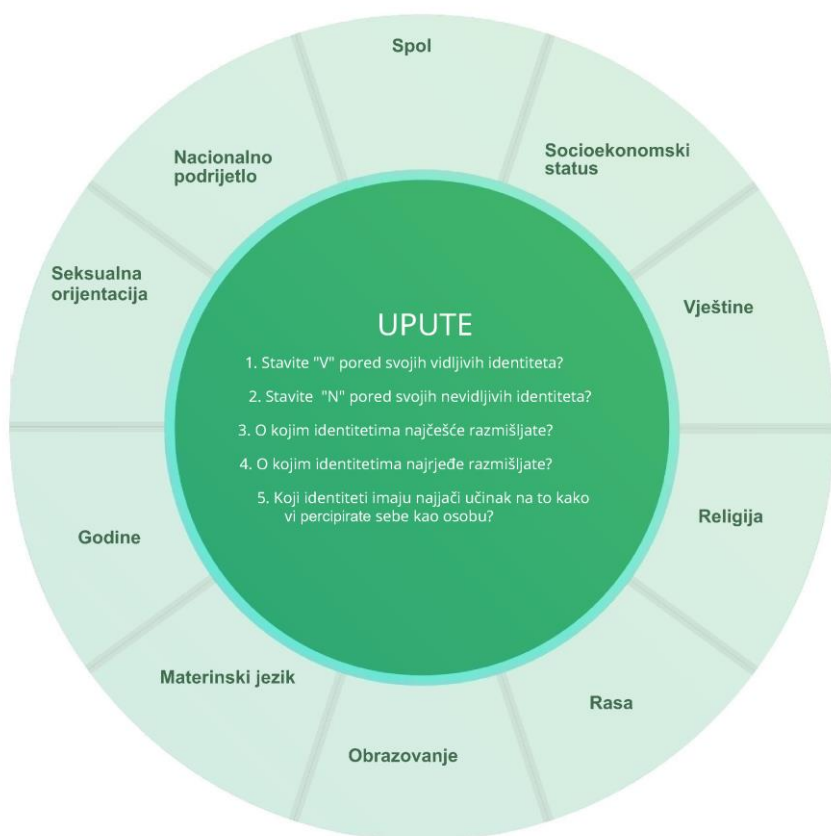 Spol
Socioekonomski
status
Vještine
Religija
Rasa
Obrazovanje
Materinski jezik
Godine
Seksualna
orijentacija
Nacionalno
podrijetlo
UPUTE
1. Stavite "V" pored svojih vidljivih identiteta?
2. Stavite "N" pored svojih nevidljivih identiteta?
3. O kojim identitetima najčešće razmišljate?
4. O kojim identitetima najrjeđe razmišljate?
5. Koji identiteti imaju najjači učinak na to kako
vi percipirate sebe kao osobu?